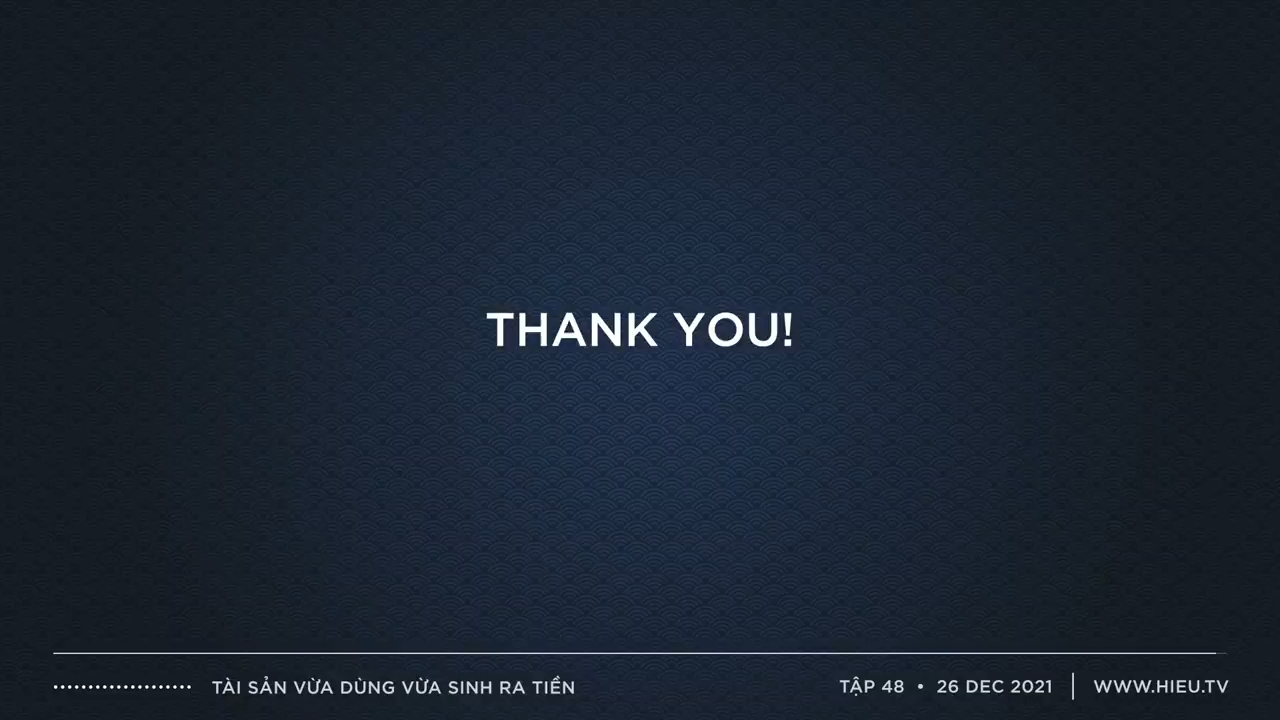 THANK YOU!
TÀI SẢN VỪA DÙNG VỪA SINH RA TIỀN
TẬP 48 • 26 DEC 2021 | WWW.HIEU.TV